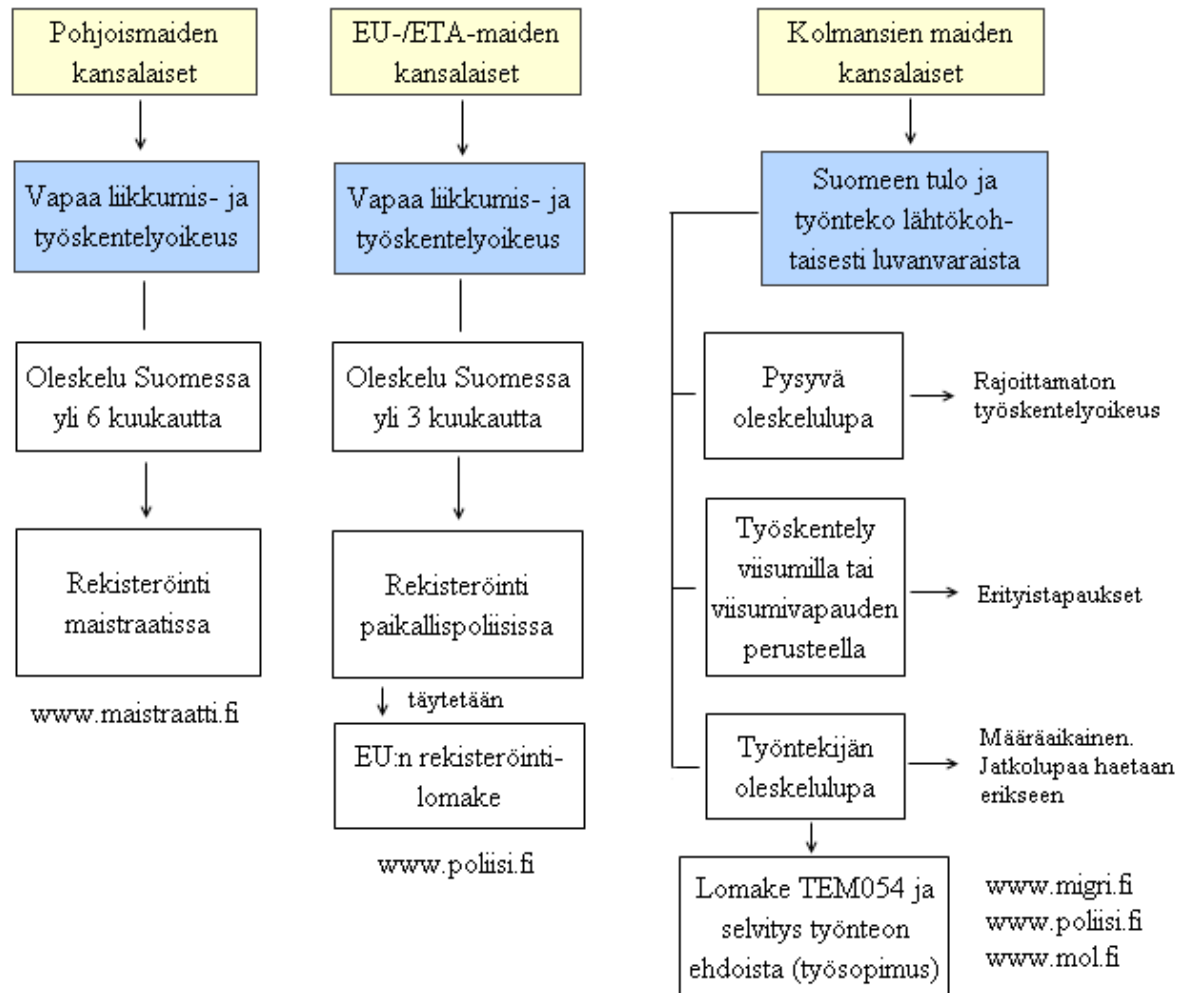 Pohjoismaiden
kansalaiset
Vapaa liikkumis- ja
työskentelyoikeus
Oleskelu Suomessa
yli 6 kuukautta
Rekisteröinti
maistraatissa
www.maistraatti.fi
EU-/ETA-maiden
kansalaiset
Vapaa liikkumis- ja
työskentelyoikeus
Oleskelu Suomessa
yli 3 kuukautta
Rekisteröinti
paikallispoliisissa
täytetään
EU:n rekisteröinti-
lomake
www.poliisi.fi
Kolmansien maiden
kansalaiset
Suomeen tulo ja
työnteko lähtökoh-
taisesti luvanvaraista
Pysyvä
oleskelulupa
Rajoittamaton
työskentelyoikeus
Työskentely
viisumilla tai
viisumivapauden
perusteella
Erityistapaukset
Työntekijän
oleskelulupa
Määräaikainen.
Jatkolupaa haetaan
erikseen
Lomake TEM054 ja
selvitys työnteon
ehdoista (työsopimus)
www.migri.fi
www.poliisi.fi
www.mol.fi